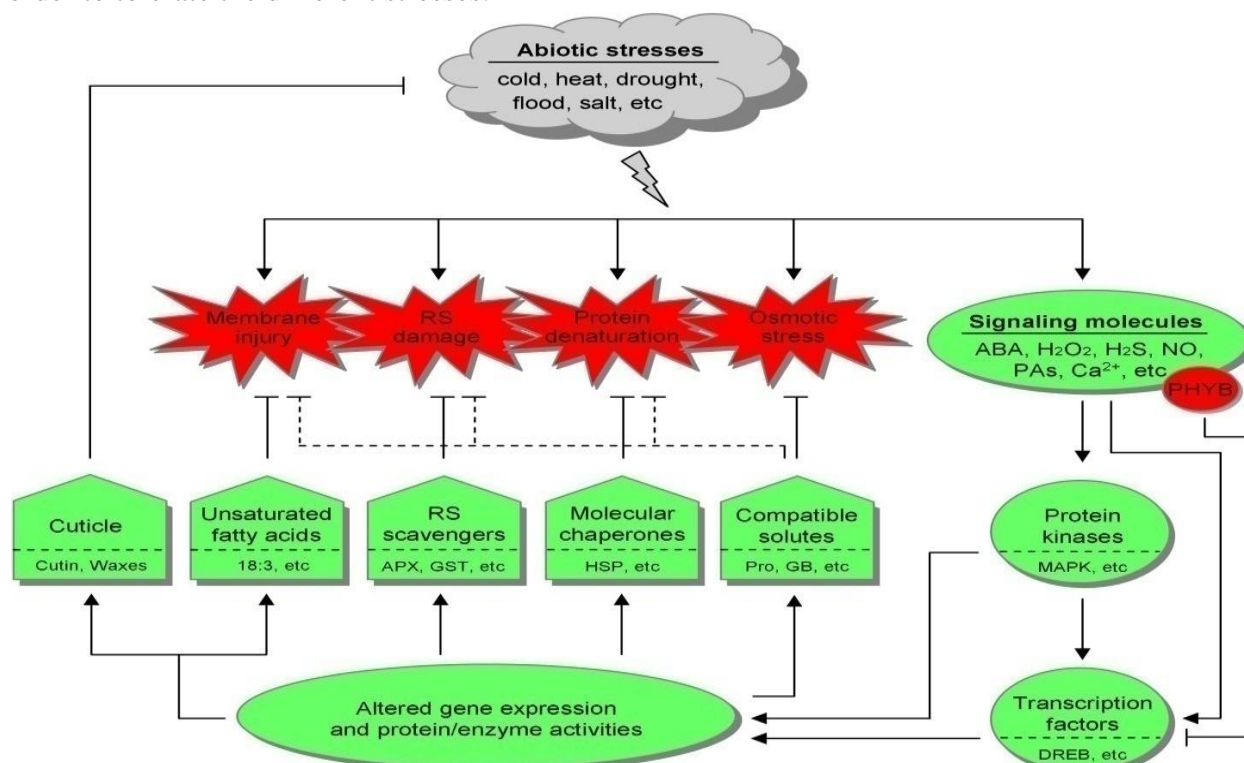 Abiotic stresses
cold, heat, drought,
flood, salt, etc
Membrane
injury
RS
damage
Protein
denaturation
Osmotic
stress
Signaling molecules
ABA, H₂O₂, H₂S, NO,
PAs, Ca²⁺, etc
PHYB
Cuticle
Cutin, Waxes
Unsaturated
fatty acids
18:3, etc
RS
scavengers
APX, GST, etc
Molecular
chaperones
HSP, etc
Compatible
solutes
Pro, GB, etc
Protein
kinases
MAPK, etc
Altered gene expression
and protein/enzyme activities
Transcription
factors
DREB, etc